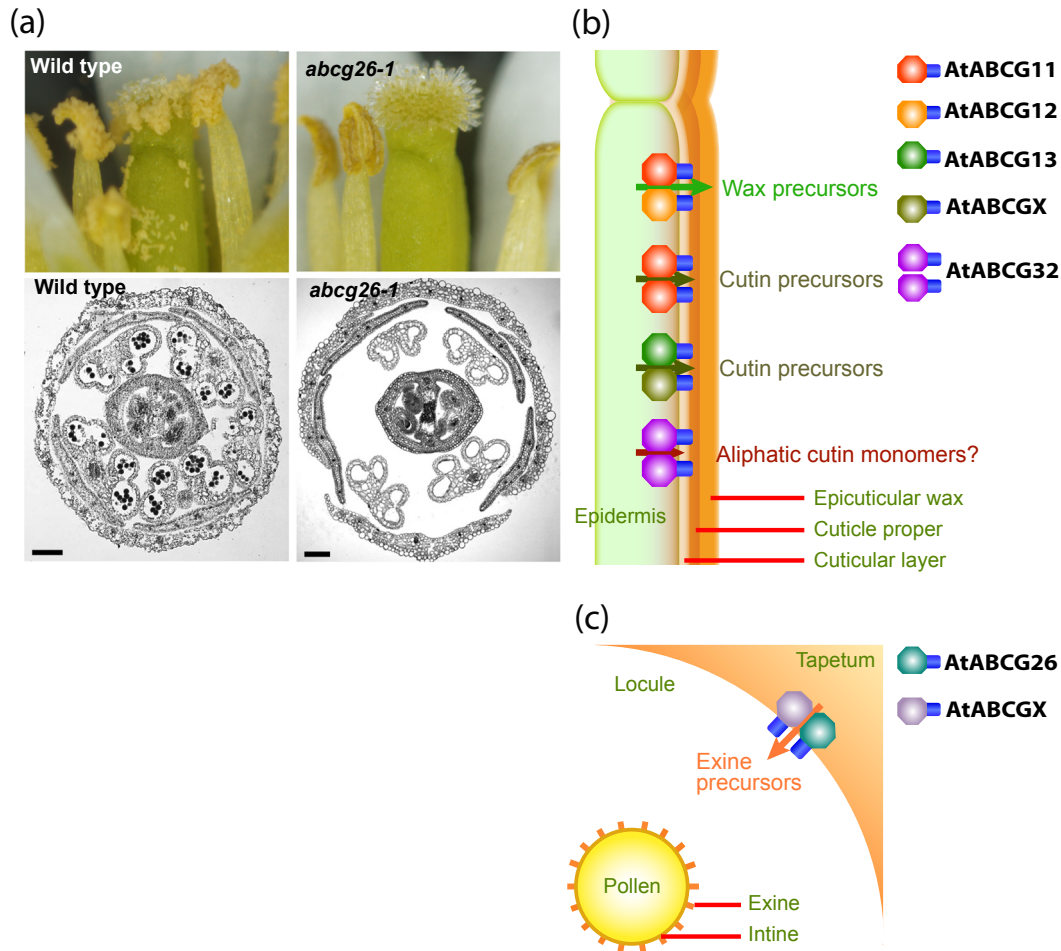 (a)
Wild type
abcg26-1
Wild type
abcg26-1
(b)
AtABCG11
AtABCG12
AtABCG13
AtABCGX
AtABCG32
Wax precursors
Cutin precursors
Cutin precursors
Aliphatic cutin monomers?
Epidermis
Epicuticular wax
Cuticle proper
Cuticular layer
(c)
Tapetum
Locule
AtABCG26
AtABCGX
Exine
precursors
Pollen
Exine
Intine